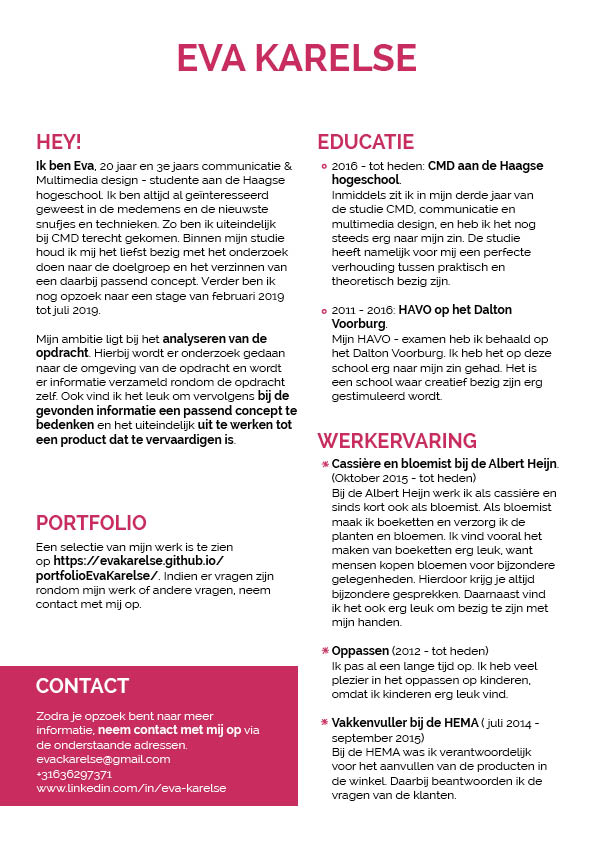 EVA KARELSE
HEY!
Ik ben Eva, 20 jaar en 3e jaars communicatie &
Multimedia design - studente aan de Haagse
hogeschool. Ik ben altijd al geïnteresseerd
geweest in de medemens en de nieuwste
snufjes en technieken. Zo ben ik uiteindelijk
bij CMD terecht gekomen. Binnen mijn studie
houd ik mij het liefst bezig met het onderzoek
doen naar de doelgroep en het verzinnen van
een daarbij passend concept. Verder ben ik
nog opzoek naar een stage van februari 2019
tot juli 2019.
Mijn ambitie ligt bij het analyseren van de
opdracht. Hierbij wordt er onderzoek gedaan
naar de omgeving van de opdracht en wordt
er informatie verzameld rondom de opdracht
zelf. Ook vind ik het leuk om vervolgens bij de
gevonden informatie een passend concept te
bedenken en het uiteindelijk uit te werken tot
een product dat te vervaardigen is.
PORTFOLIO
Een selectie van mijn werk is te zien
op https://evakarelse.github.io/
portfolioEvaKarelse/. Indien er vragen zijn
rondom mijn werk of andere vragen, neem
contact met mij op.
CONTACT
Zodra je opzoek bent naar meer
informatie, neem contact met mij op via
de onderstaande adressen.
evackarelse@gmail.com
+31636297371
www.linkedin.com/in/eva-karelse
EDUCATIE
2016 - tot heden: CMD aan de Haagse
hogeschool.
Inmiddels zit ik in mijn derde jaar van
de studie CMD, communicatie en
multimedia design, en heb ik het nog
steeds erg naar mijn zin. De studie
heeft namelijk voor mij een perfecte
verhouding tussen praktisch en
theoretisch bezig zijn.
2011 - 2016: HAVO op het Dalton
Voorburg.
Mijn HAVO - examen heb ik behaald op
het Dalton Voorburg. Ik heb het op deze
school erg naar mijn zin gehad. Het is
een school waar creatief bezig zijn erg
gestimuleerd wordt.
WERKERVARING
Cassière en bloemist bij de Albert Heijn.
(Oktober 2015 - tot heden)
Bij de Albert Heijn werk ik als cassière en
sinds kort ook als bloemist. Als bloemist
maak ik boeketten en verzorg ik de
planten en bloemen. Ik vind vooral het
maken van boeketten erg leuk, want
mensen kopen bloemen voor bijzondere
gelegenheden. Hierdoor krijg je altijd
bijzondere gesprekken. Daarnaast vind
ik het ook erg leuk om bezig te zijn met
mijn handen.
Oppassen (2012 - tot heden)
Ik pas al een lange tijd op. Ik heb veel
plezier in het oppassen op kinderen,
omdat ik kinderen erg leuk vind.
Vakkenvuller bij de HEMA ( juli 2014 -
september 2015)
Bij de HEMA was ik verantwoordelijk
voor het aanvullen van de producten in
de winkel. Daarbij beantwoorden ik de
vragen van de klanten.